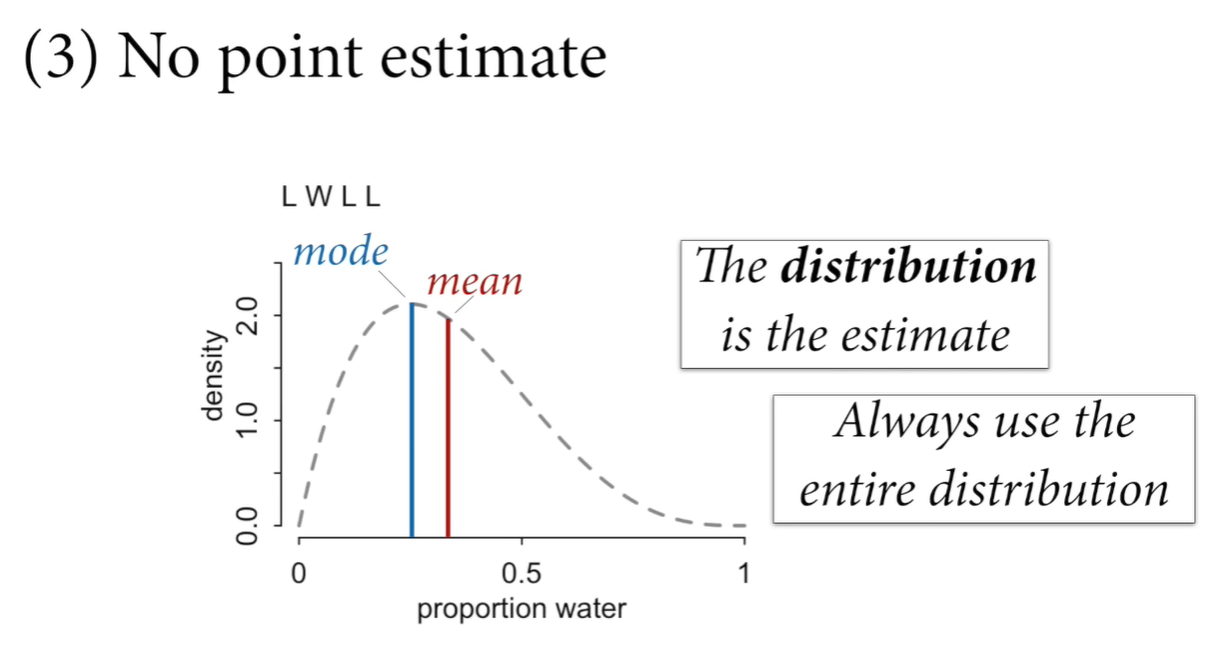 (3) No point estimate
L W L L
mode
mean
The distribution
is the estimate
Always use the
entire distribution
density
0.0
1.0
2.0
0
0.5
1
proportion water